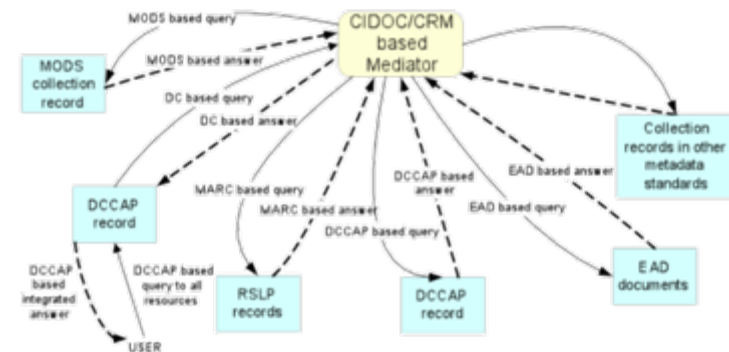 MODS based query
CIDOC/CRM
based
Mediator
MODS
collection
record
MODS based answer
DC based query
DC based answer
Collection
records in other
metadata
standards
DCCAP based
answer
EAD based answer
MARC based query
MARC based answer
EAD based query
DCCAP
record
DCCAP based query
DCCAP
based
integrated
answer
DCCAP based
query to all
resources
RSLP
records
DCCAP
record
EAD
documents
USER